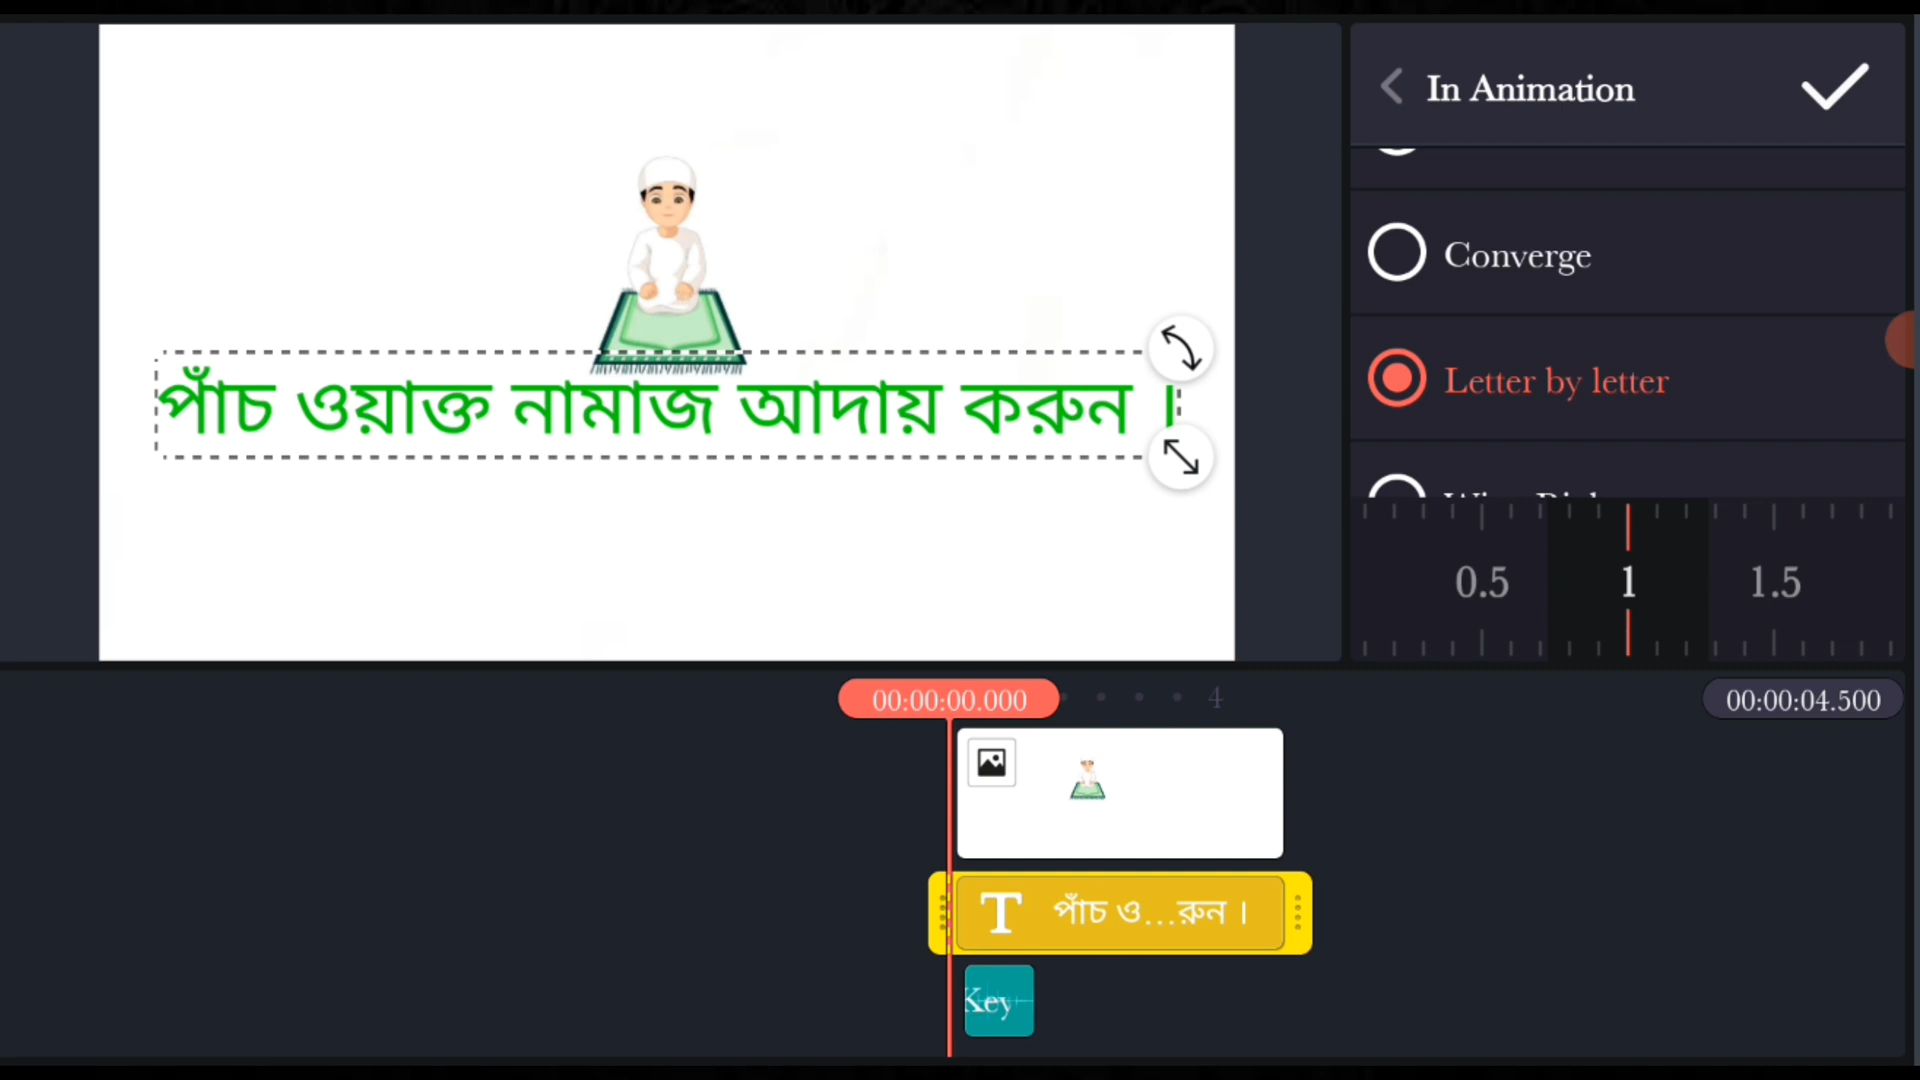 In Animation
Converge
পাঁচ ওয়াক্ত নামাজ আদায় করুন ।
Letter by letter
0.5
1
1.5
00:00:00.000
4
00:00:04.500
T পাঁচ ও...রুন ।
Key